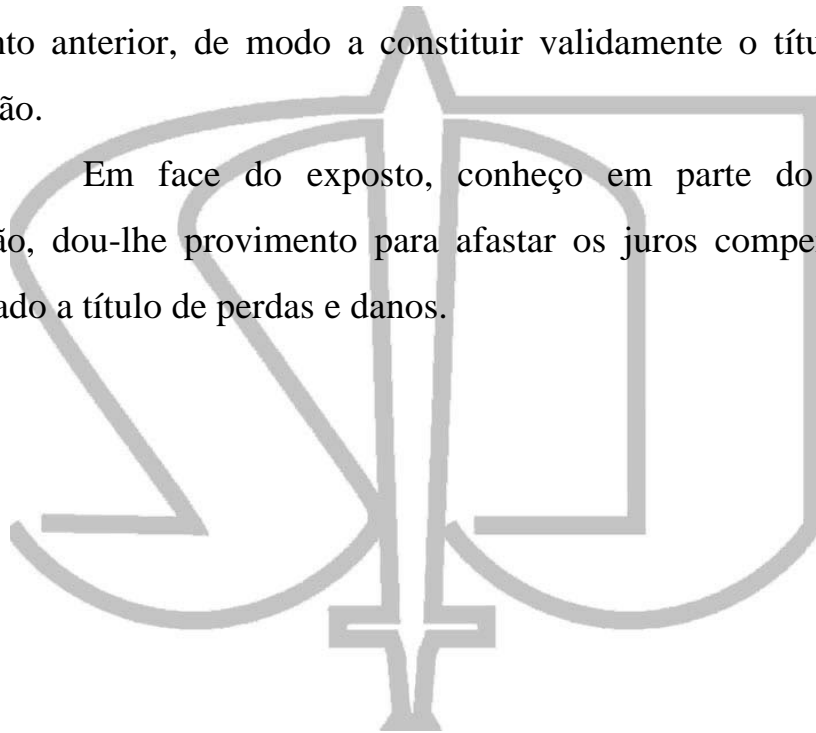 nto anterior, de modo a constituir validamente o títu
ão.
Em face do exposto, conheço em parte do
ão, dou-lhe provimento para afastar os juros compe
ado a título de perdas e danos.